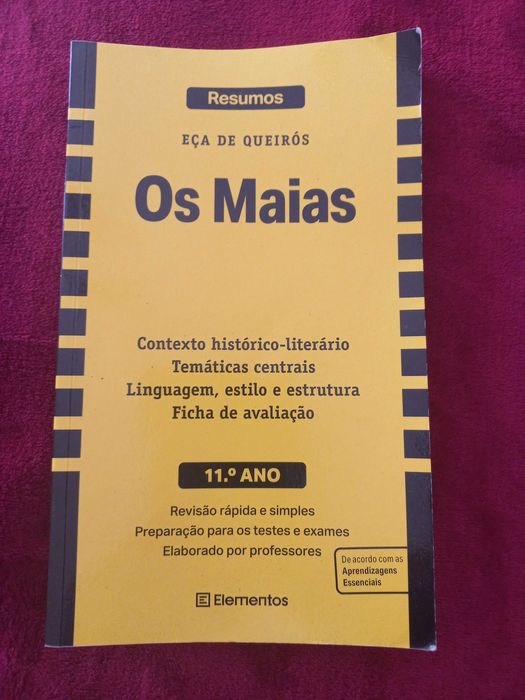 Resumos
EÇA DE QUEIRÓS
Os Maias
Contexto histórico-literário
Temáticas centrais
Linguagem, estilo e estrutura
Ficha de avaliação
11.º ANO
Revisão rápida e simples
Preparação para os testes e exames
Elaborado por professores
De acordo com as
Aprendizagens
Essenciais
Elementos